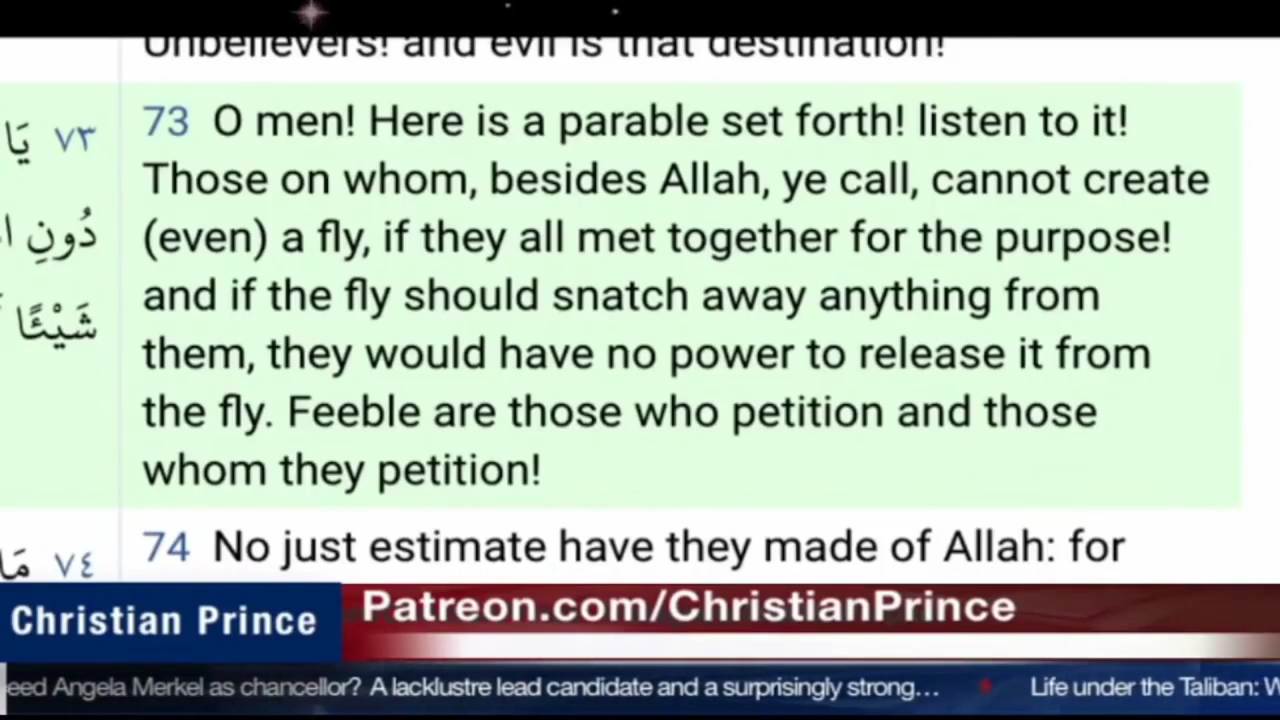 Unbelievers! and evil is that destination!
73 O men! Here is a parable set forth! listen to it!
Those on whom, besides Allah, ye call, cannot create
(even) a fly, if they all met together for the purpose!
and if the fly should snatch away anything from
them, they would have no power to release it from
the fly. Feeble are those who petition and those
whom they petition!
٧٣ يَا
دُونِ
شَيْئًا
74 No just estimate have they made of Allah: for
٧٤ مَا
Christian Prince
Patreon.com/ChristianPrince
eed Angela Merkel as chancellor? A lacklustre lead candidate and a surprisingly strong... Life under the Taliban: W